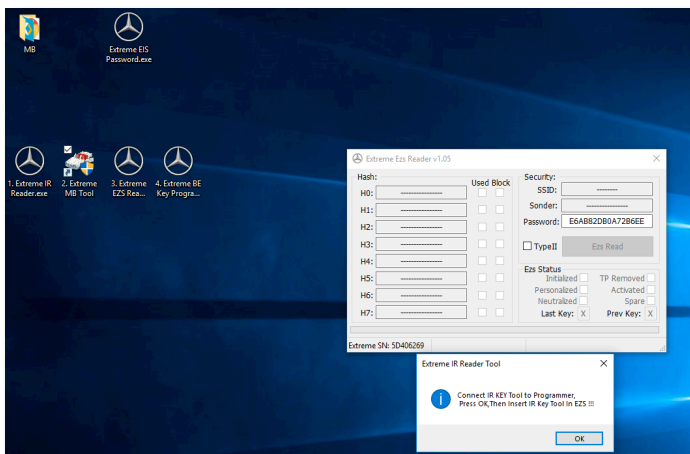 MB
Extreme EIS
Password.exe
1. Extreme IR
Reader.exe
2. Extreme
MB Tool
3. Extreme
EZS Rea...
4. Extreme BE
Key Progra...
Extreme Ezs Reader v1.05
Hash:
Used Block
H0: ----------------
H1: ----------------
H2: ----------------
H3: ----------------
H4: ----------------
H5: ----------------
H6: ----------------
H7: ----------------
Security:
SSID: --------
Sonder: ----------------
Password: E6AB82DB0A72B6EE
TypeII
Ezs Read
Ezs Status
Initialized TP Removed
Personalized Activated
Neutralized Spare
Last Key: X Prev Key: X
Extreme SN: 5D406269
Extreme IR Reader Tool
Connect IR KEY Tool to Programmer,
Press OK,Then Insert IR Key Tool In EZS !!!
OK